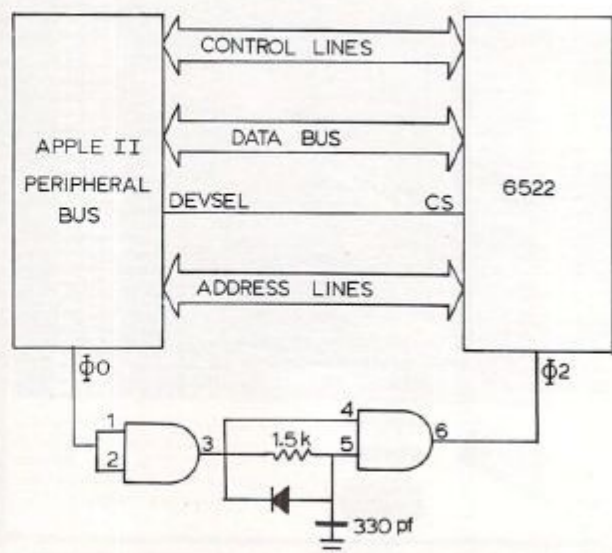 CONTROL LINES
APPLE II
PERIPHERAL
BUS
DATA BUS
6522
DEVSEL
CS
ADDRESS LINES
Φ0
Φ2
1
2
3
1.5k
4
5
6
330 pf